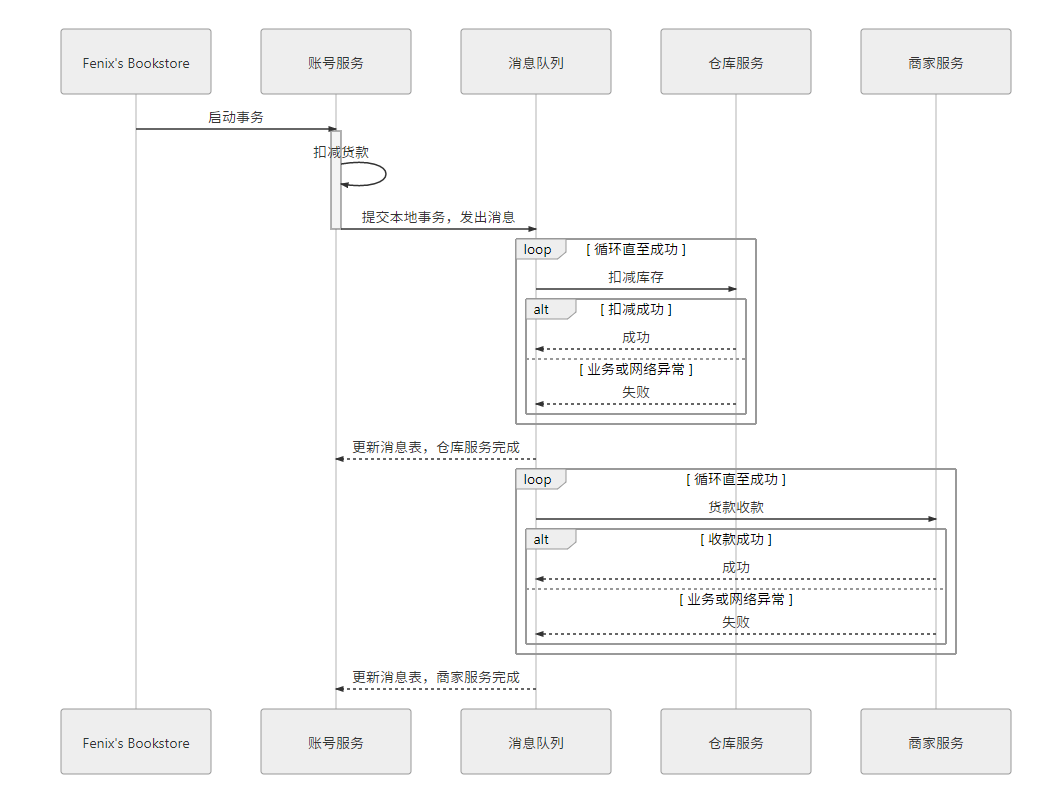 Fenix's Bookstore
账号服务
消息队列
仓库服务
商家服务
启动事务
扣减货款
提交本地事务，发出消息
loop
[ 循环直至成功 ]
扣减库存
alt
[ 扣减成功 ]
成功
[ 业务或网络异常 ]
失败
更新消息表，仓库服务完成
loop
[ 循环直至成功 ]
货款收款
alt
[ 收款成功 ]
成功
[ 业务或网络异常 ]
失败
更新消息表，商家服务完成
Fenix's Bookstore
账号服务
消息队列
仓库服务
商家服务